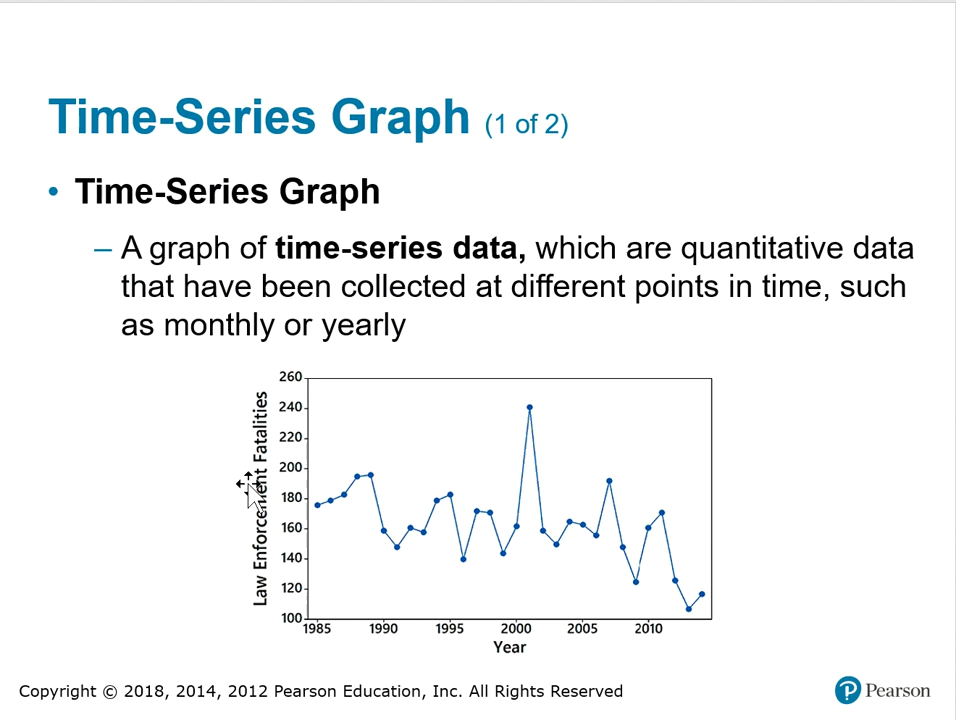 Time-Series Graph (1 of 2)
• Time-Series Graph
– A graph of time-series data, which are quantitative data
that have been collected at different points in time, such
as monthly or yearly
260
240
220
200
180
160
140
120
100
Law Enforcement Fatalities
1985 1990 1995 2000 2005 2010
Year
Copyright © 2018, 2014, 2012 Pearson Education, Inc. All Rights Reserved
P Pearson